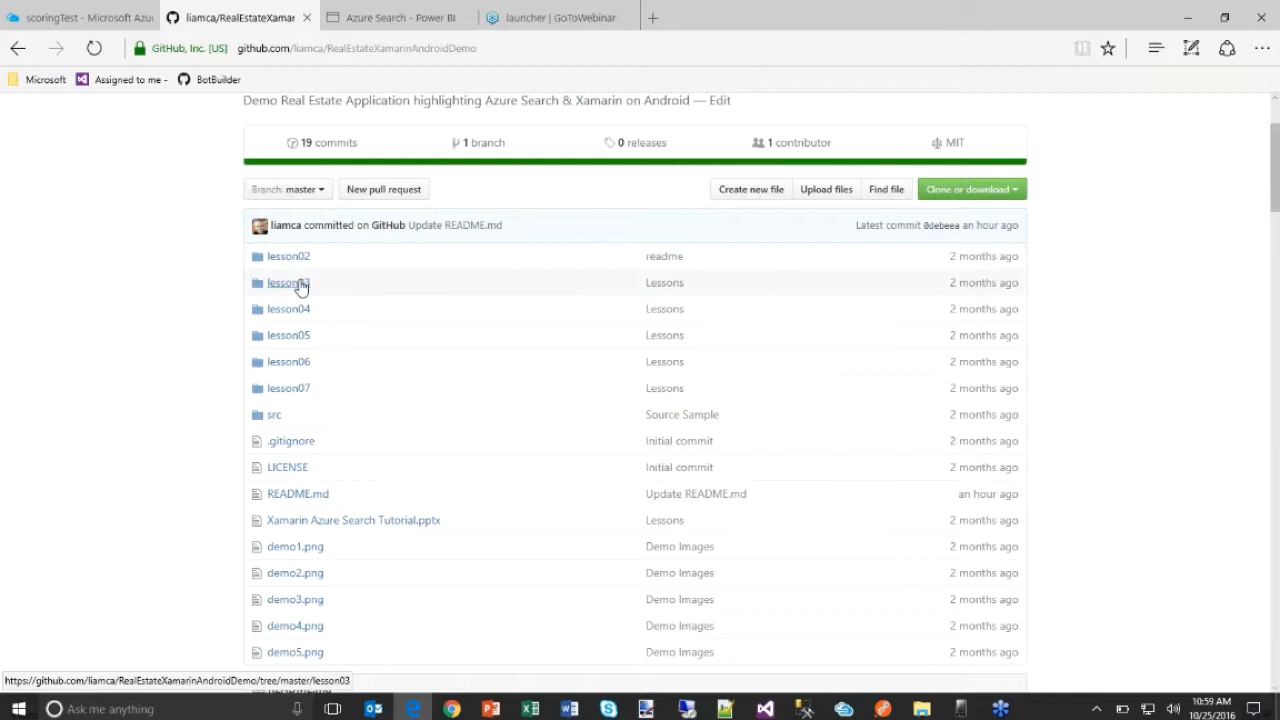 scoringTest - Microsoft Azu
liamca/RealEstateXamar
Azure Search - Power BI
launcher | GoToWebinar
GitHub, Inc. [US] github.com/liamca/RealEstateXamarinAndroidDemo
Microsoft
Assigned to me -
BotBuilder
Demo Real Estate Application highlighting Azure Search & Xamarin on Android — Edit
19 commits
1 branch
0 releases
1 contributor
MIT
Branch: master
New pull request
Create new file
Upload files
Find file
Clone or download
liamca committed on GitHub Update README.md
Latest commit 0debeea an hour ago
lesson02 readme 2 months ago
lesson03 Lessons 2 months ago
lesson04 Lessons 2 months ago
lesson05 Lessons 2 months ago
lesson06 Lessons 2 months ago
lesson07 Lessons 2 months ago
src Source Sample 2 months ago
.gitignore Initial commit 2 months ago
LICENSE Initial commit 2 months ago
README.md Update README.md an hour ago
Xamarin Azure Search Tutorial.pptx Lessons 2 months ago
demo1.png Demo Images 2 months ago
demo2.png Demo Images 2 months ago
demo3.png Demo Images 2 months ago
demo4.png Demo Images 2 months ago
demo5.png Demo Images 2 months ago
https://github.com/liamca/RealEstateXamarinAndroidDemo/tree/master/lesson03
Ask me anything
10:59 AM
10/25/2016